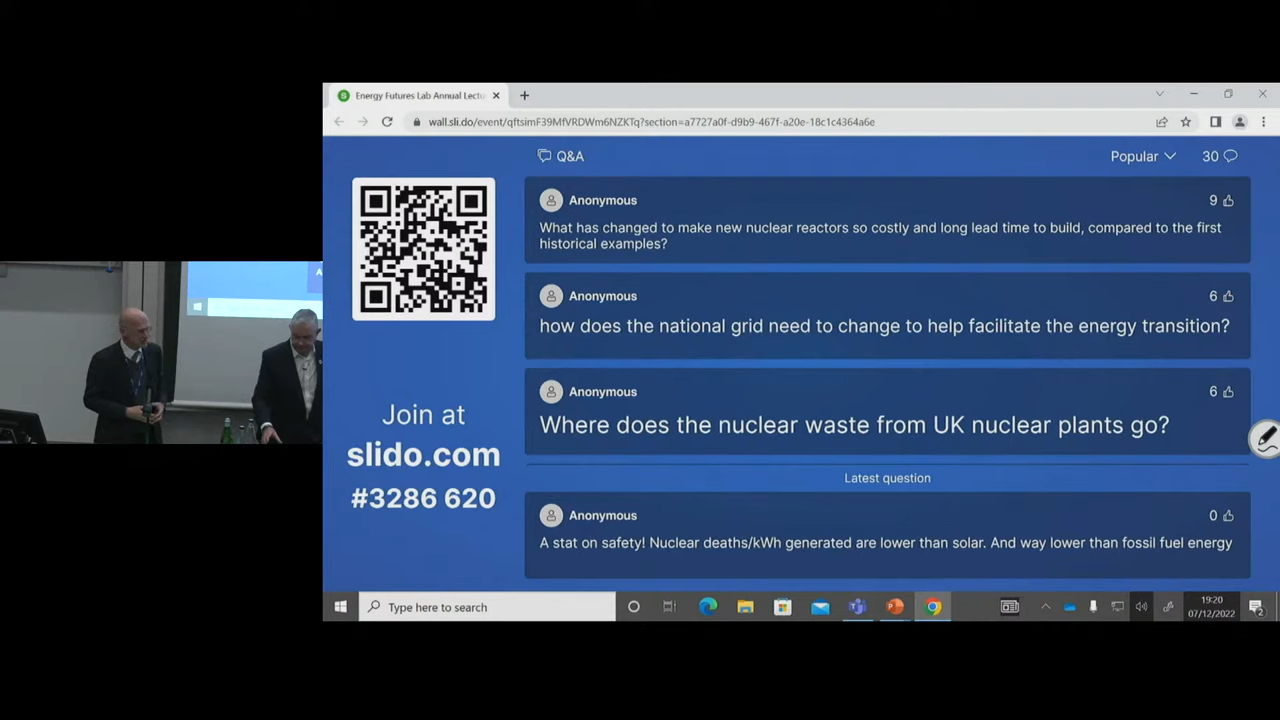 Energy Futures Lab Annual Lectu
wall.sli.do/event/qftsimF39MfVRDWm6NZKTq?section=a7727a0f-d9b9-467f-a20e-18c1c4364a6e
Q&A
Popular
30
Anonymous
9
What has changed to make new nuclear reactors so costly and long lead time to build, compared to the first
historical examples?
Anonymous
6
how does the national grid need to change to help facilitate the energy transition?
Anonymous
6
Where does the nuclear waste from UK nuclear plants go?
Join at
slido.com
#3286 620
Latest question
Anonymous
0
A stat on safety! Nuclear deaths/kWh generated are lower than solar. And way lower than fossil fuel energy
Type here to search
19:20
07/12/2022
2